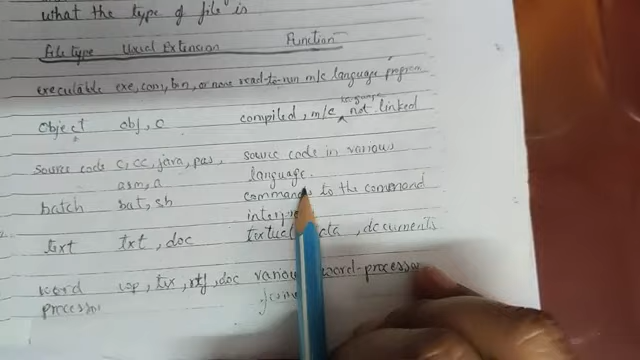 what the type of file is
File type Usual Extension Function
executable exe, com, bin, or none read-to-run m/c language program
object obj, o compiled, m/c language not linked
source code c, cc, java, pas, source code in various
asm, a language.
batch bat, sh commands to the command
text txt, doc textual , documents
word wp, tex, rtf, doc various word-processor
processor